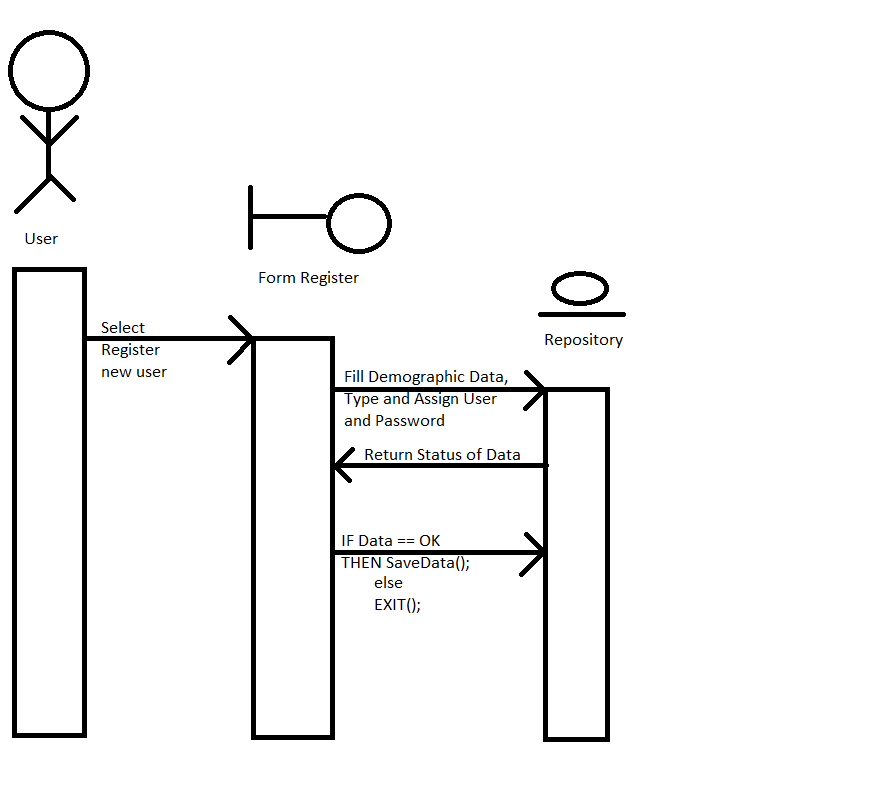 User
Form Register
Repository
Select
Register
new user
Fill Demographic Data,
Type and Assign User
and Password
Return Status of Data
IF Data == OK
THEN SaveData();
else
EXIT();